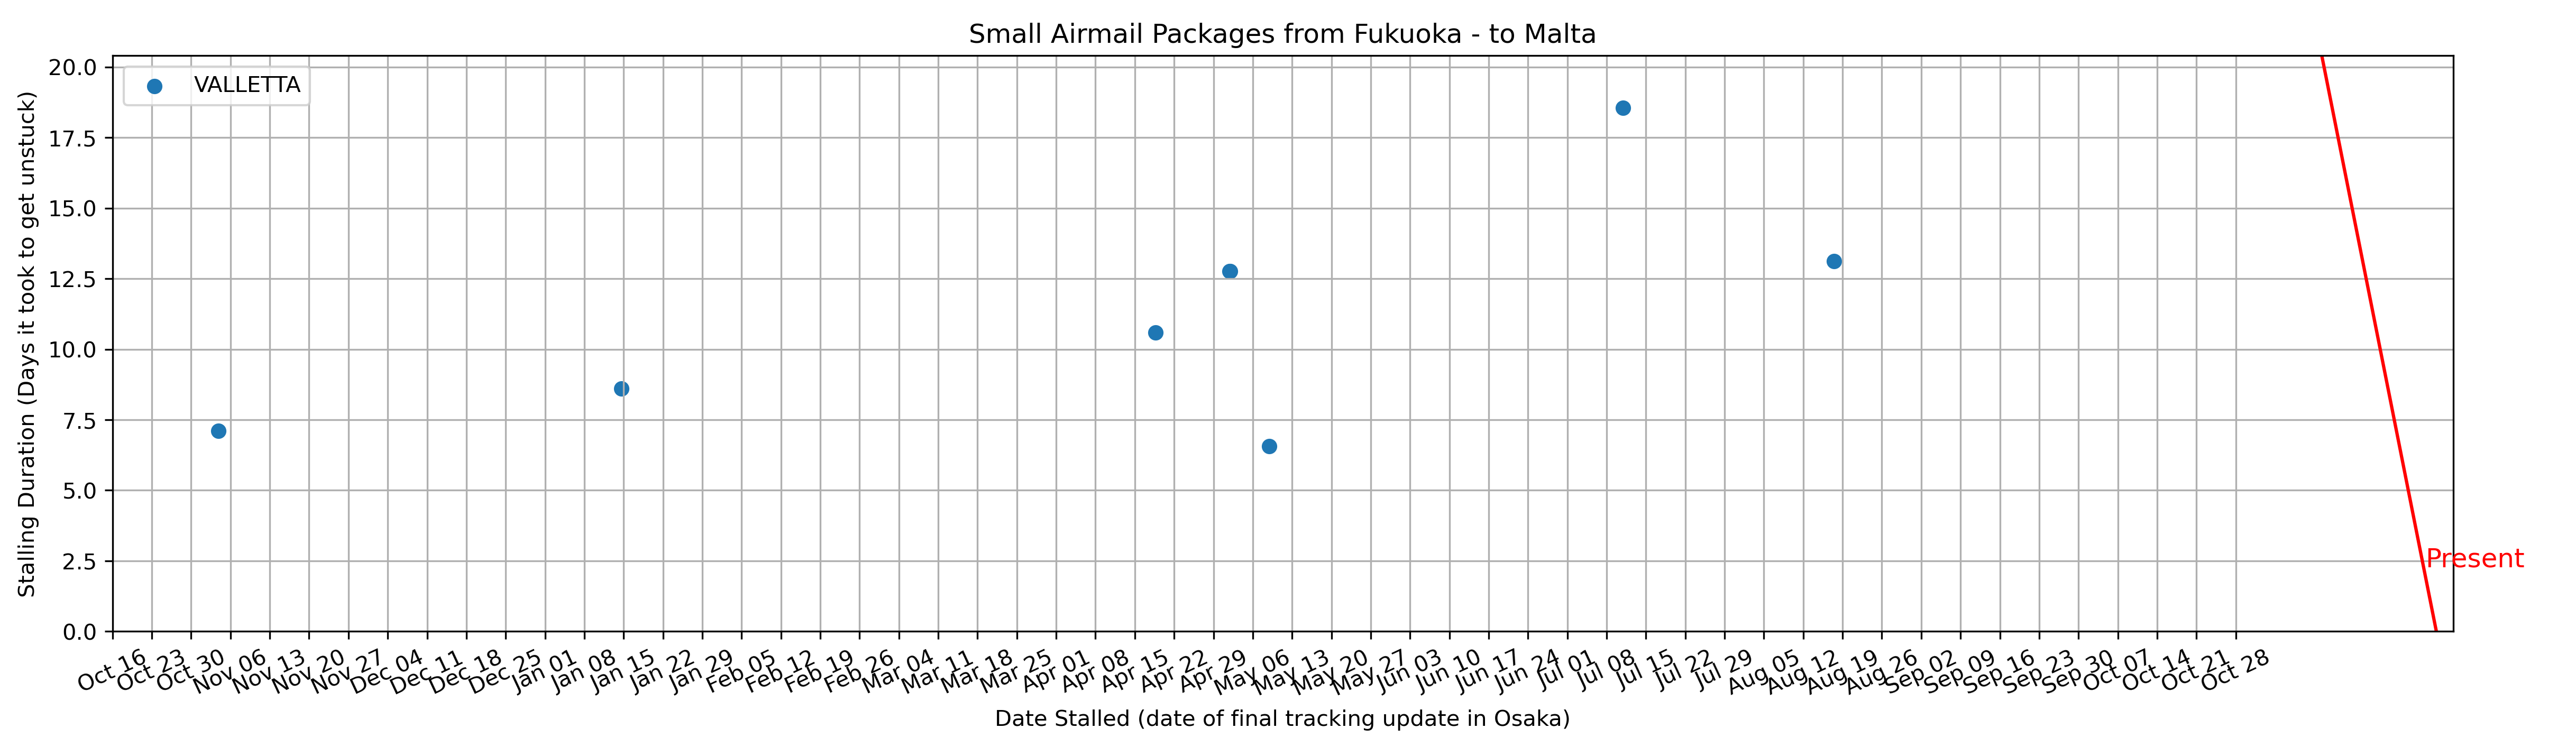 Small Airmail Packages from Fukuoka - to Malta
VALLETTA
Stalling Duration (Days it took to get unstuck)
20.0
17.5
15.0
12.5
10.0
7.5
5.0
2.5
0.0
Present
Oct 16
Oct 23
Oct 30
Nov 06
Nov 13
Nov 20
Nov 27
Dec 04
Dec 11
Dec 18
Dec 25
Jan 01
Jan 08
Jan 15
Jan 22
Jan 29
Feb 05
Feb 12
Feb 19
Feb 26
Mar 04
Mar 11
Mar 18
Mar 25
Apr 01
Apr 08
Apr 15
Apr 22
Apr 29
May 06
May 13
May 20
May 27
Jun 03
Jun 10
Jun 17
Jun 24
Jul 01
Jul 08
Jul 15
Jul 22
Jul 29
Aug 05
Aug 12
Aug 19
Aug 26
Sep 02
Sep 09
Sep 16
Sep 23
Sep 30
Oct 07
Oct 14
Oct 21
Oct 28
Date Stalled (date of final tracking update in Osaka)